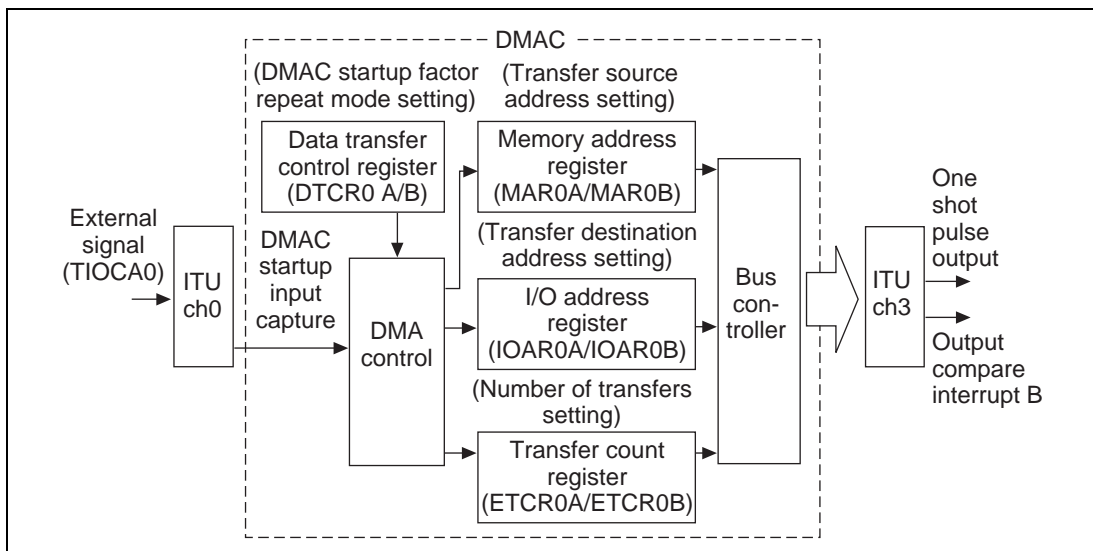 DMAC
(DMAC startup factor
repeat mode setting)
(Transfer source
address setting)
Data transfer
control register
(DTCR0 A/B)
Memory address
register
(MAR0A/MAR0B)
External
signal
(TIOCA0)
ITU
ch0
DMAC
startup
input
capture
DMA
control
(Transfer destination
address setting)
I/O address
register
(IOAR0A/IOAR0B)
(Number of transfers
setting)
Transfer count
register
(ETCR0A/ETCR0B)
Bus
con-
troller
ITU
ch3
One
shot
pulse
output
Output
compare
interrupt B